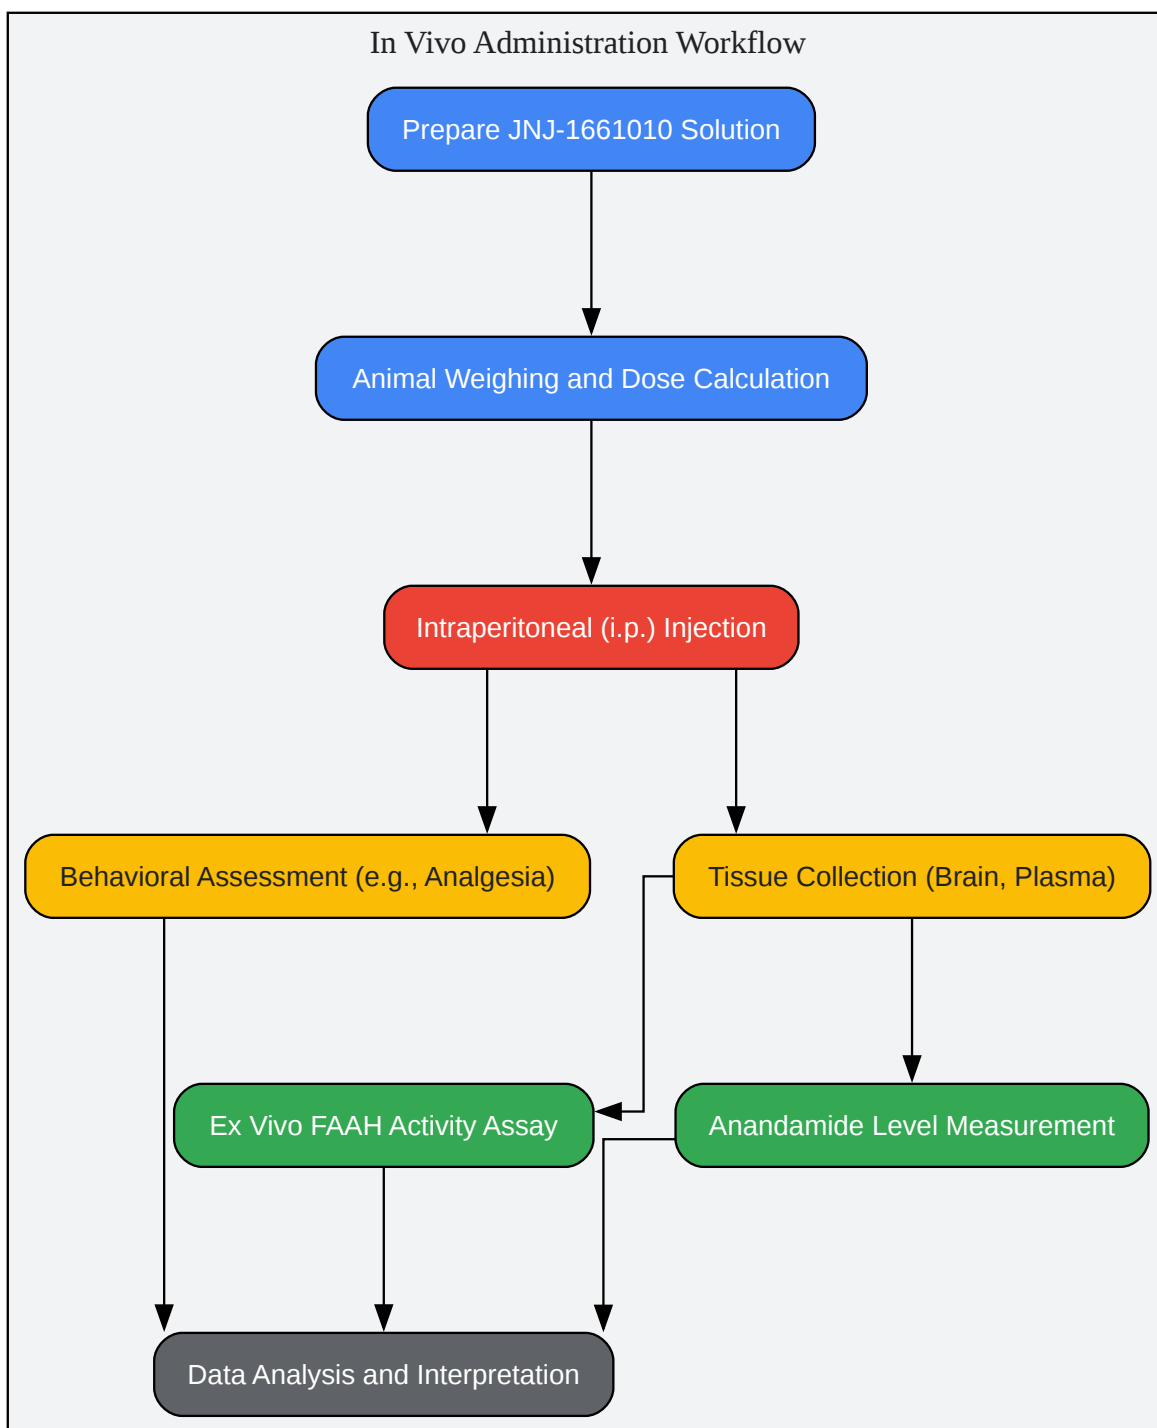 In Vivo Administration Workflow
Prepare JNJ-1661010 Solution
Animal Weighing and Dose Calculation
Intraperitoneal (i.p.) Injection
Behavioral Assessment (e.g., Analgesia)
Tissue Collection (Brain, Plasma)
Ex Vivo FAAH Activity Assay
Anandamide Level Measurement
Data Analysis and Interpretation